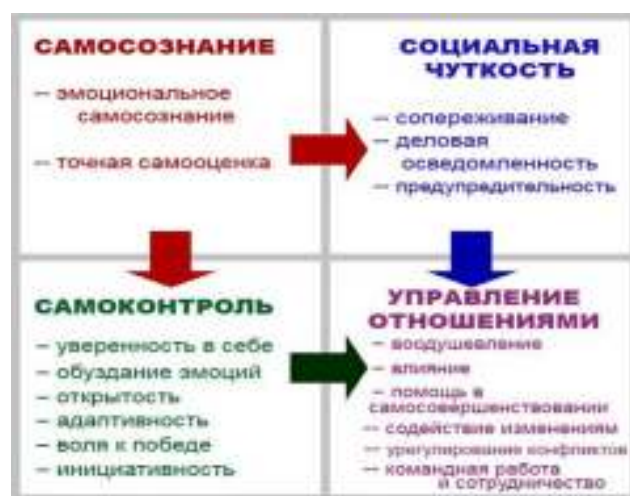 САМОСОЗНАНИЕ
– эмоциональное
самосознание
– точная самооценка
СОЦИАЛЬНАЯ
ЧУТКОСТЬ
– сопереживание
– деловая
осведомленность
– предупредительность
САМОКОНТРОЛЬ
– уверенность в себе
– обуздание эмоций
– открытость
– адаптивность
– воля к победе
– инициативность
УПРАВЛЕНИЕ
ОТНОШЕНИЯМИ
– воодушевление
– влияние
– помощь в
самосовершенствовании
– содействие изменениям
– урегулирование конфликтов
– командная работа
и сотрудничество